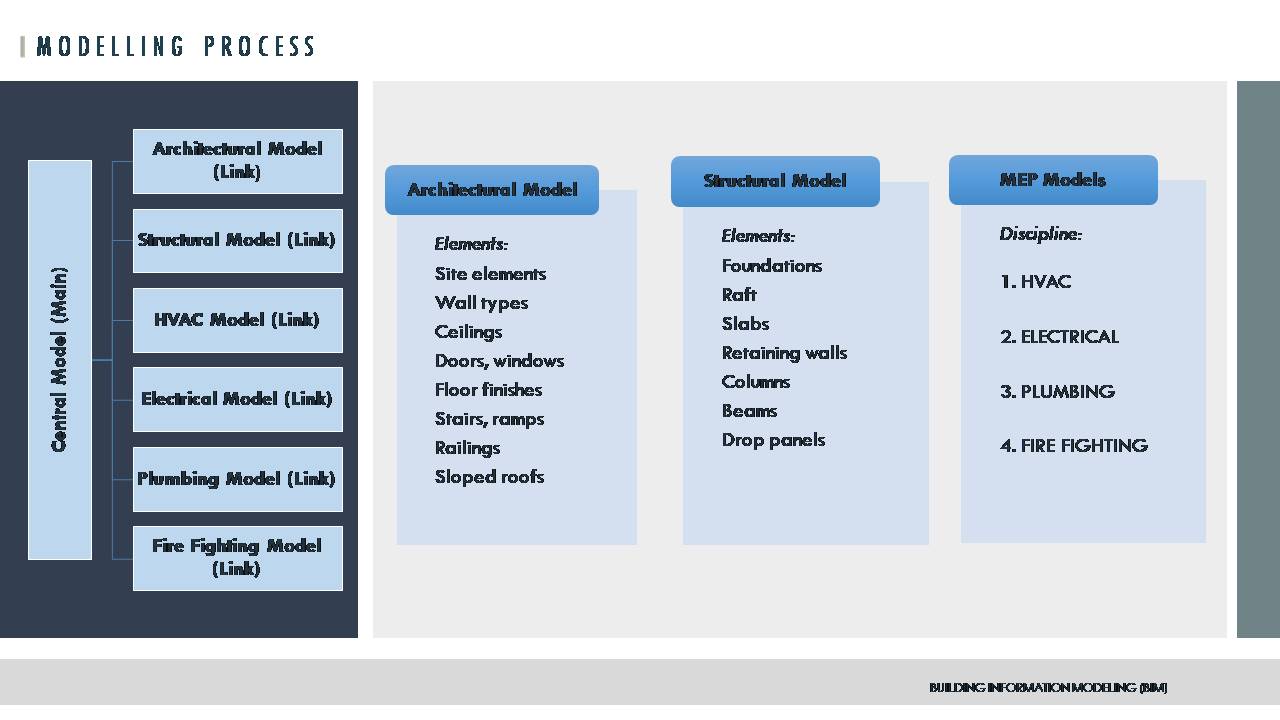 MODELLING PROCESS
Central Model (Main)
Architectural Model
(Link)
Structural Model (Link)
HVAC Model (Link)
Electrical Model (Link)
Plumbing Model (Link)
Fire Fighting Model
(Link)
Architectural Model
Elements:
Site elements
Wall types
Ceilings
Doors, windows
Floor finishes
Stairs, ramps
Railings
Sloped roofs
Structural Model
Elements:
Foundations
Raft
Slabs
Retaining walls
Columns
Beams
Drop panels
MEP Models
Discipline:
1. HVAC
2. ELECTRICAL
3. PLUMBING
4. FIRE FIGHTING
BUILDING INFORMATION MODELING (BIM)